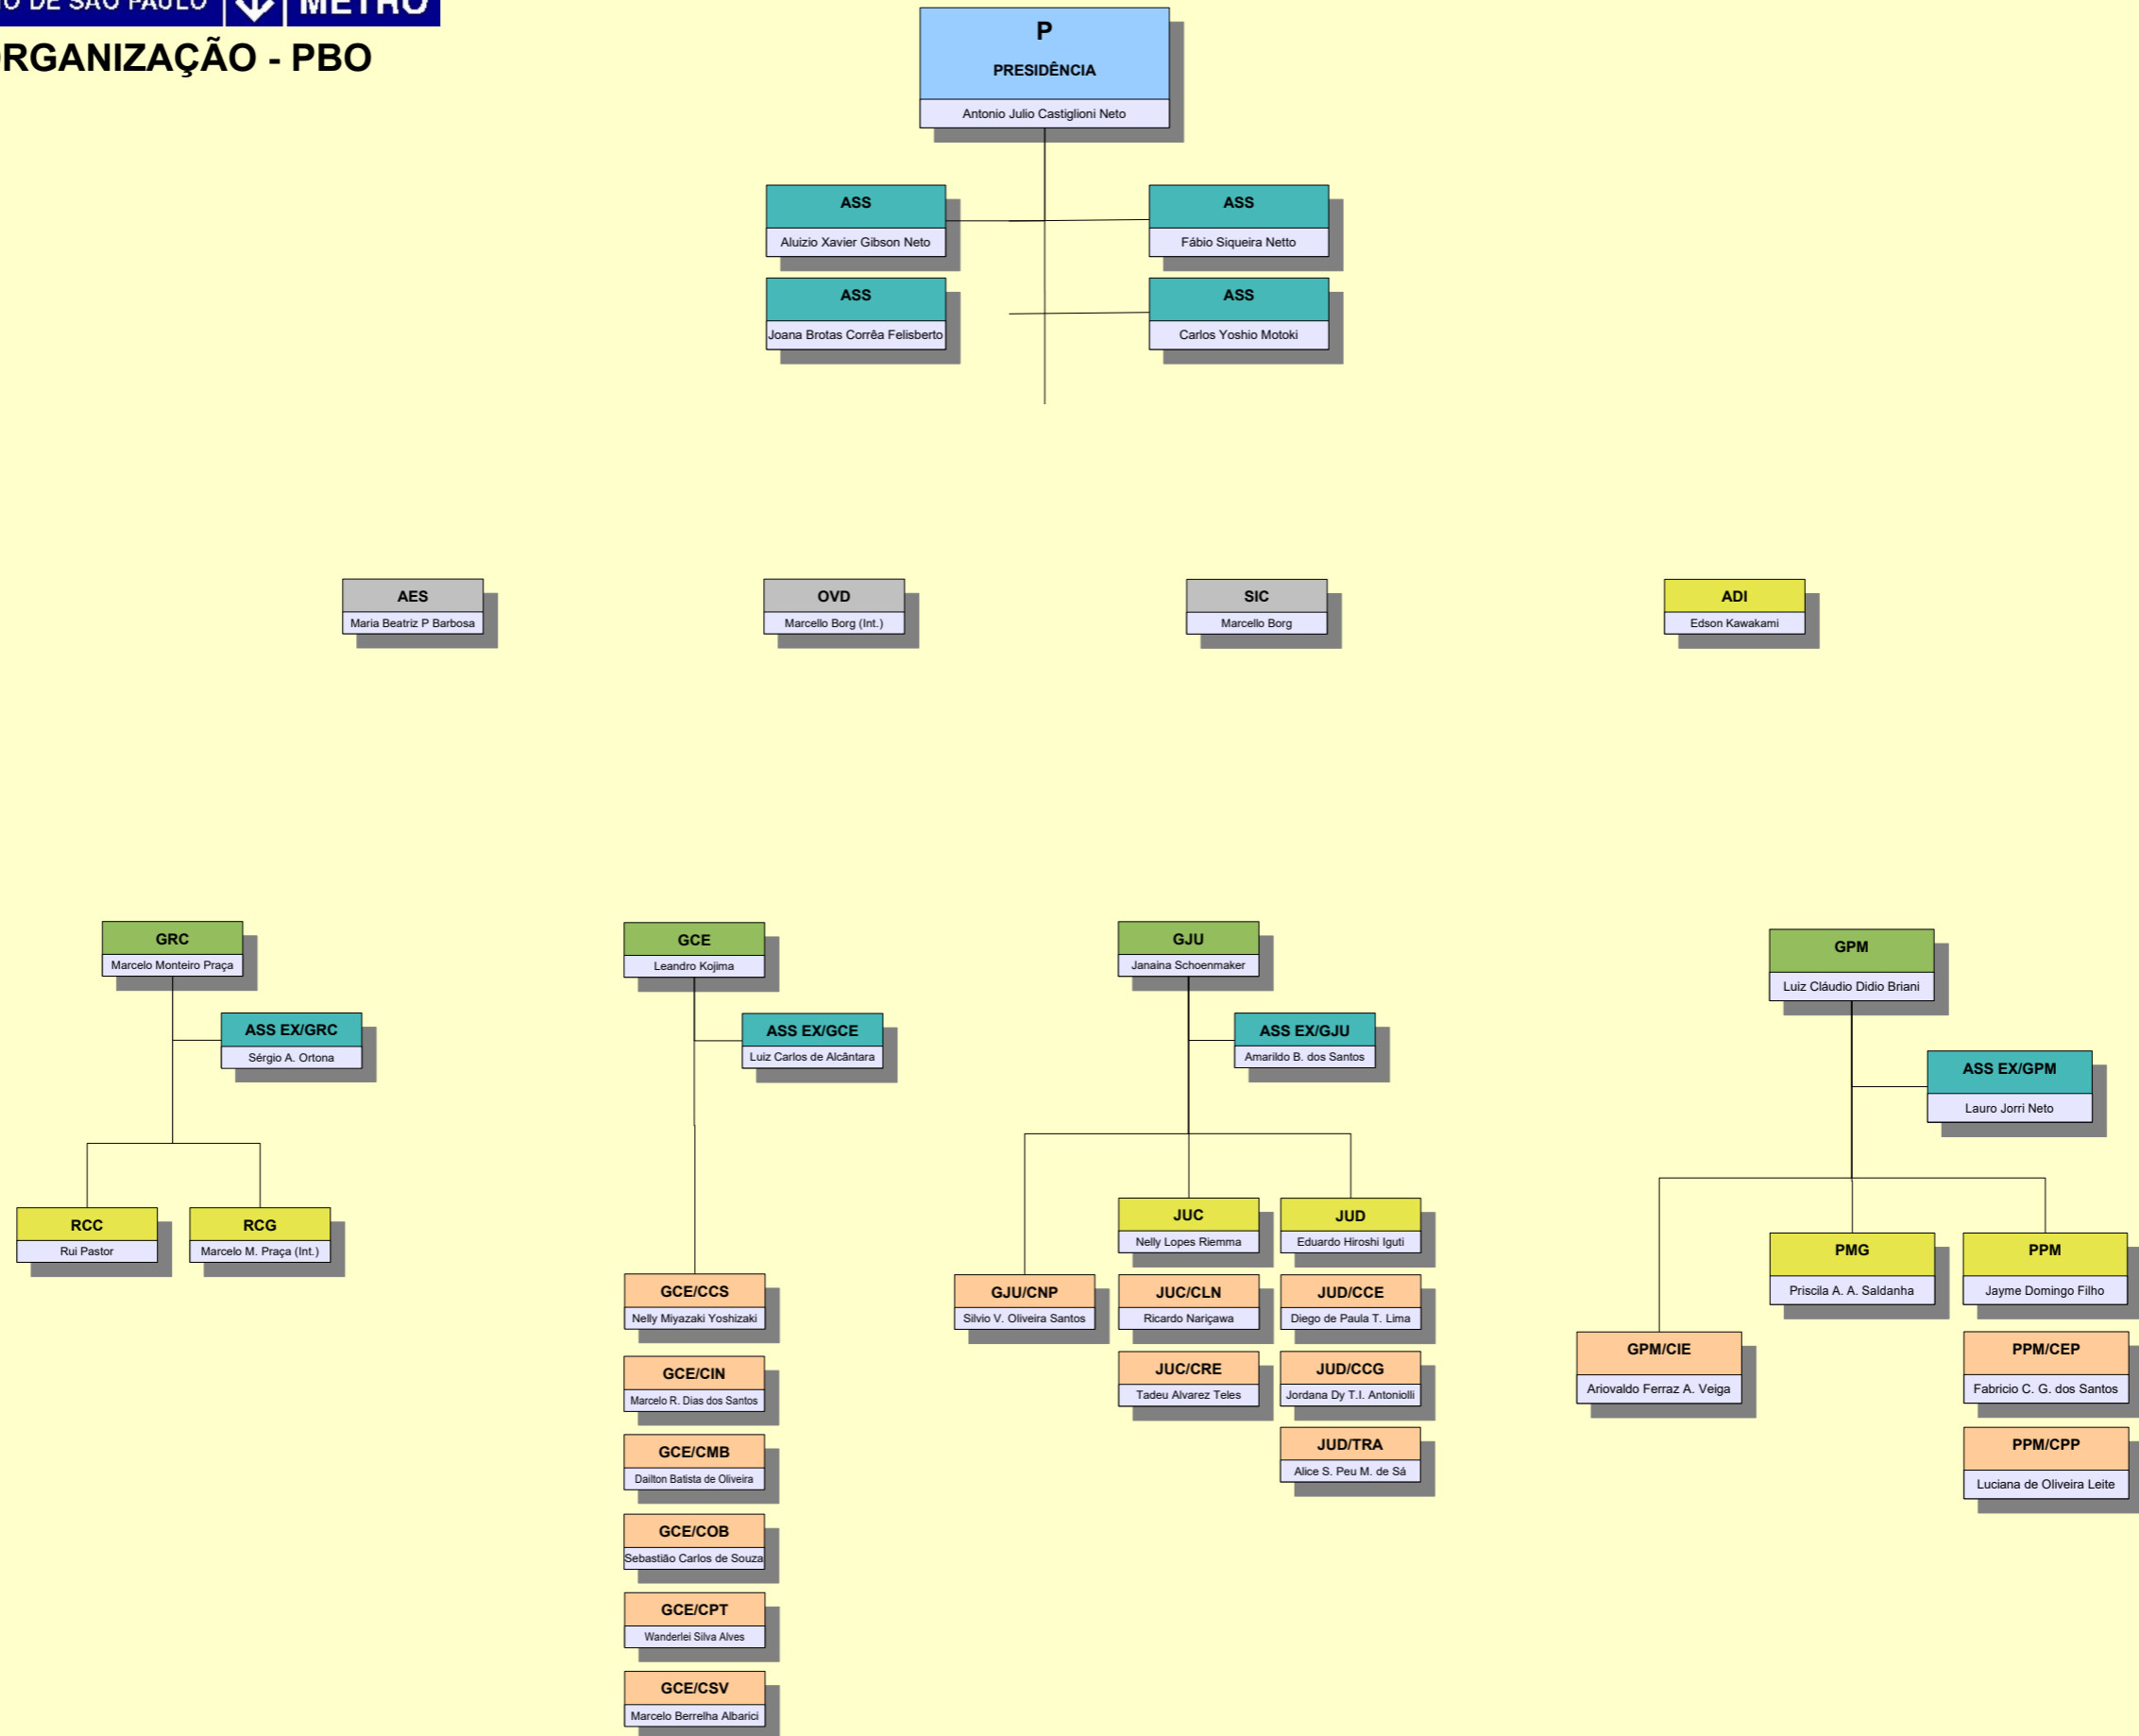 DE SÃO PAULO METRÔ
RGANIZAÇÃO - PBO
P
PRESIDÊNCIA
Antonio Julio Castiglioni Neto
ASS
Aluizio Xavier Gibson Neto
ASS
Fábio Siqueira Netto
ASS
Joana Brotas Corrêa Felisberto
ASS
Carlos Yoshio Motoki
AES
Maria Beatriz P Barbosa
OVD
Marcello Borg (Int.)
SIC
Marcello Borg
ADI
Edson Kawakami
GRC
Marcelo Monteiro Praça
ASS EX/GRC
Sérgio A. Ortona
RCC
Rui Pastor
RCG
Marcelo M. Praça (Int.)
GCE
Leandro Kojima
ASS EX/GCE
Luiz Carlos de Alcântara
GCE/CCS
Nelly Miyazaki Yoshizaki
GCE/CIN
Marcelo R. Dias dos Santos
GCE/CMB
Dailton Batista de Oliveira
GCE/COB
Sebastião Carlos de Souza
GCE/CPT
Wanderlei Silva Alves
GCE/CSV
Marcelo Berrelha Albarici
GJU
Janaina Schoenmaker
ASS EX/GJU
Amarildo B. dos Santos
GJU/CNP
Silvio V. Oliveira Santos
JUC
Nelly Lopes Riemma
JUC/CLN
Ricardo Nariçawa
JUC/CRE
Tadeu Alvarez Teles
JUD
Eduardo Hiroshi Iguti
JUD/CCE
Diego de Paula T. Lima
JUD/CCG
Jordana Dy T.I. Antoniolli
JUD/TRA
Alice S. Peu M. de Sá
GPM
Luiz Cláudio Didio Briani
ASS EX/GPM
Lauro Jorri Neto
GPM/CIE
Ariovaldo Ferraz A. Veiga
PMG
Priscila A. A. Saldanha
PPM
Jayme Domingo Filho
PPM/CEP
Fabricio C. G. dos Santos
PPM/CPP
Luciana de Oliveira Leite